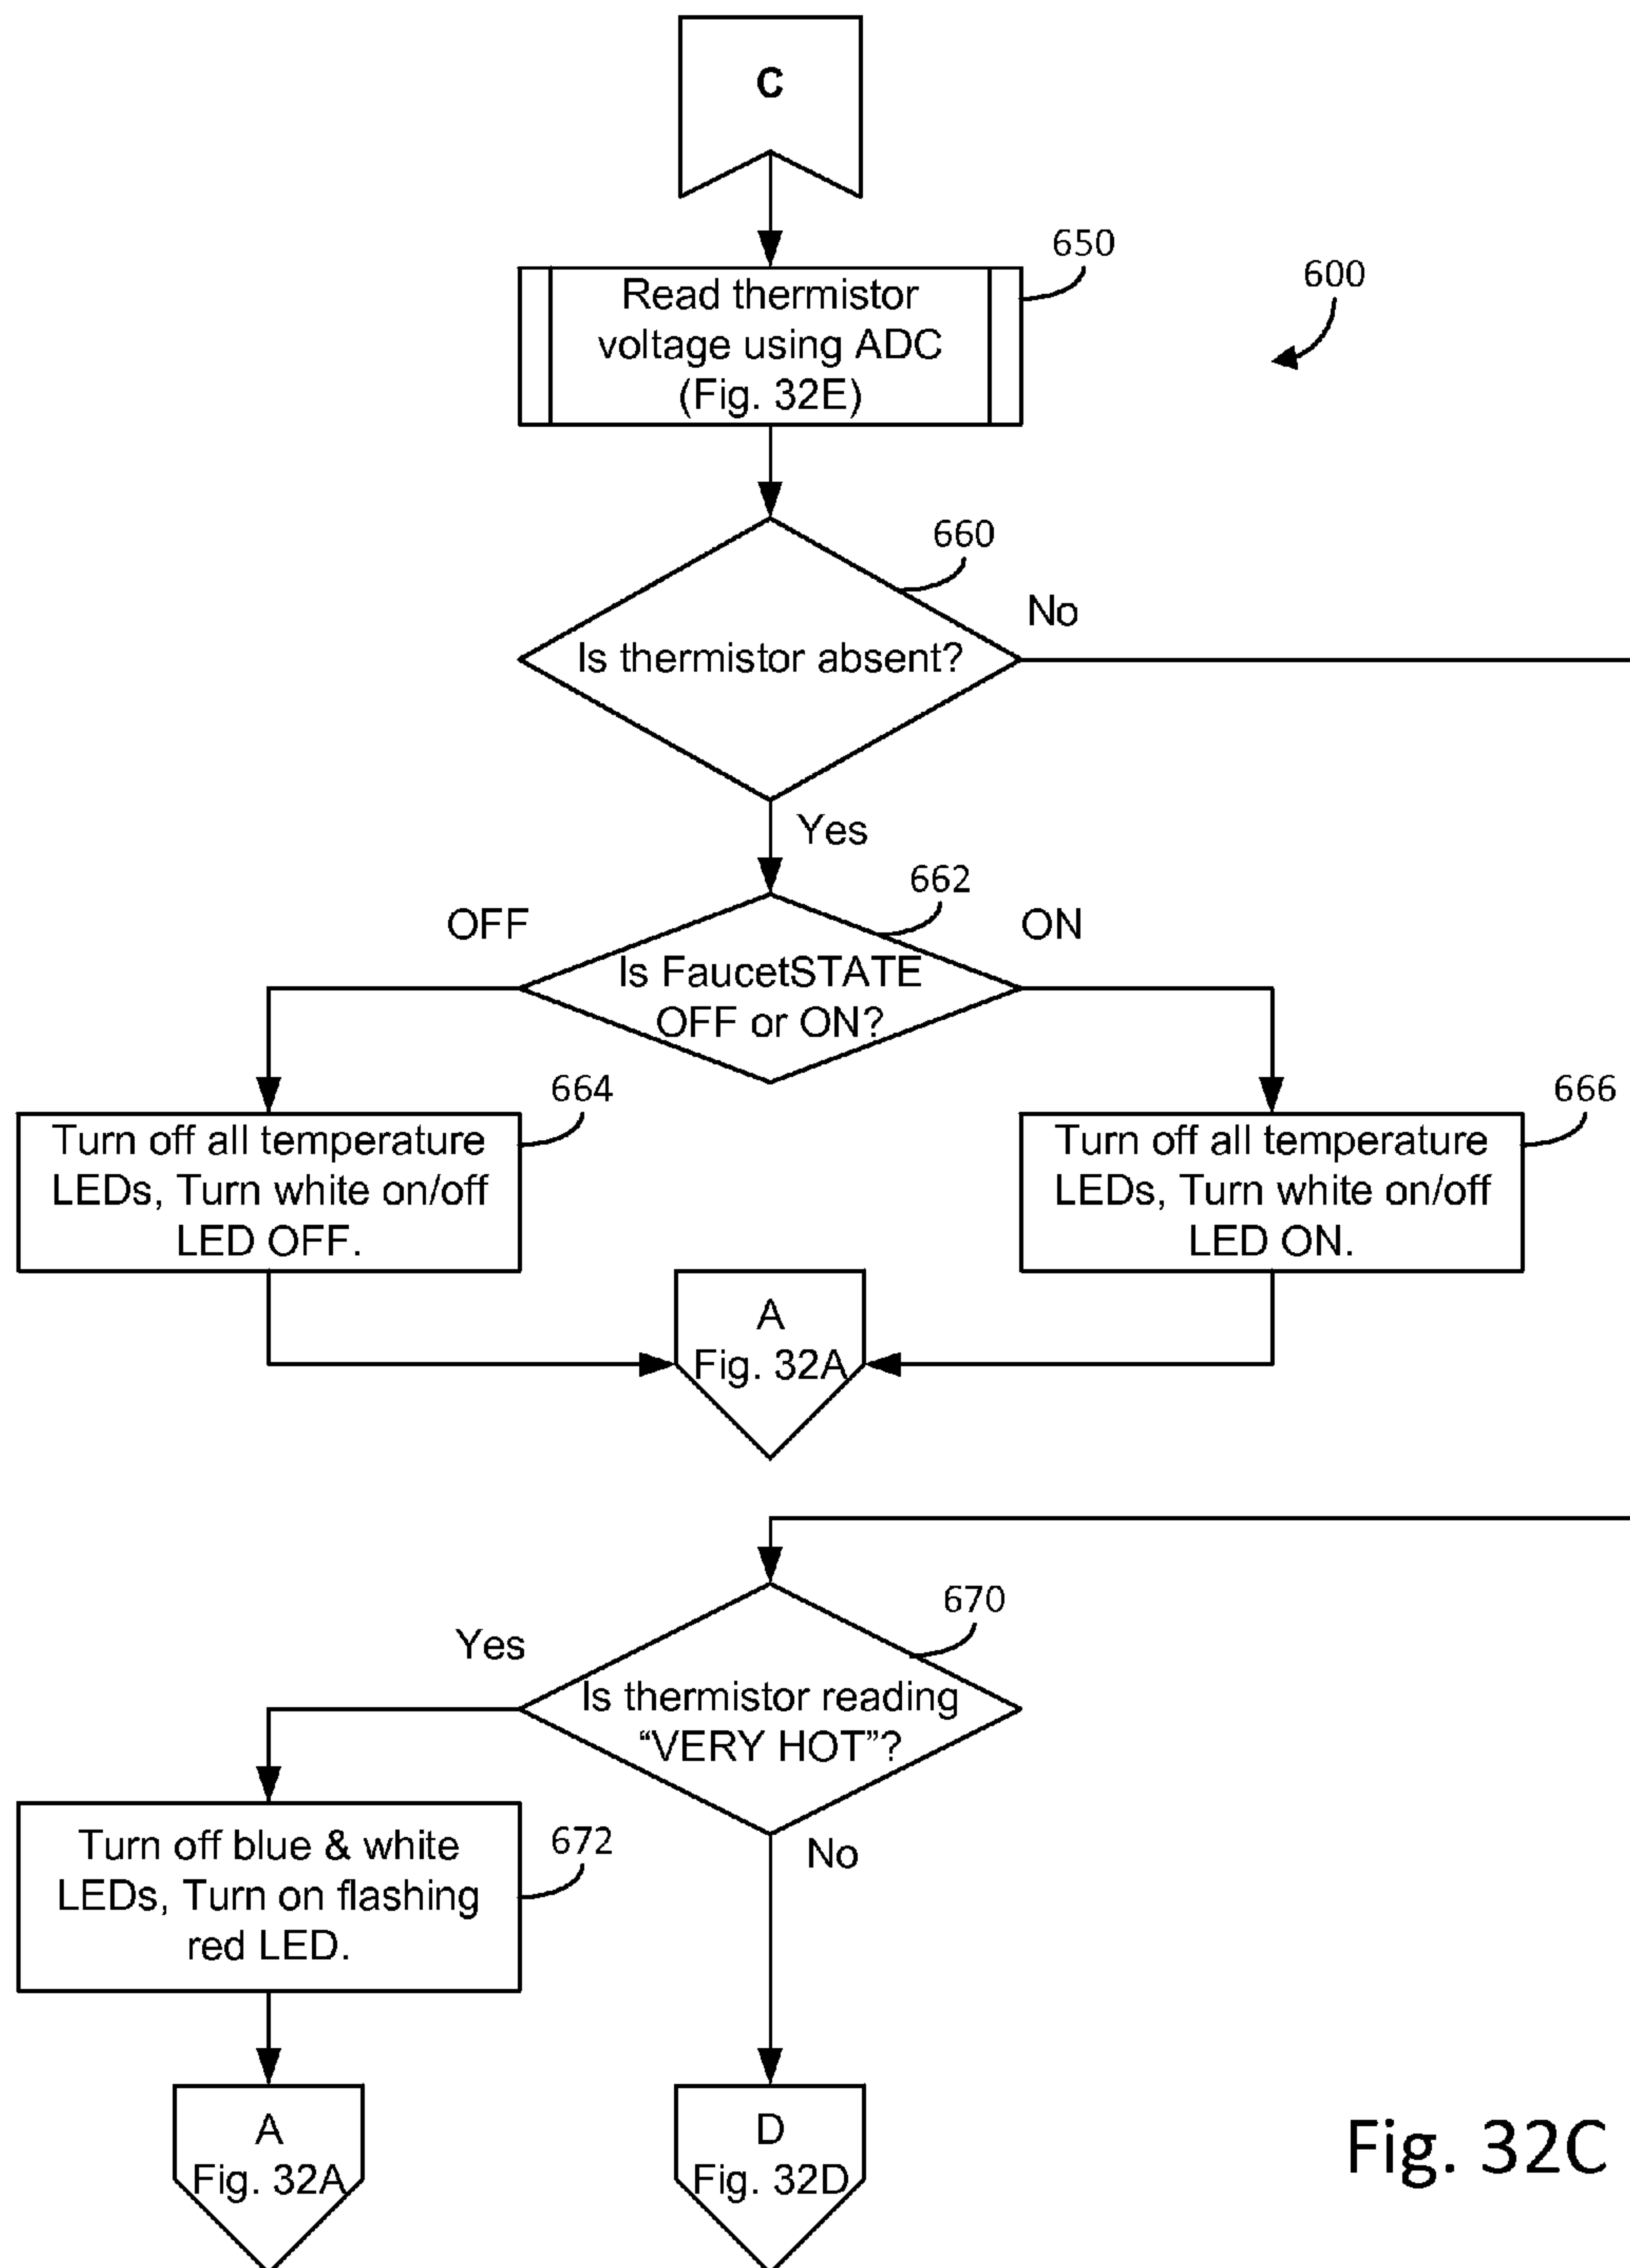 C
650
600
Read thermistor
voltage using ADC
(Fig. 32E)
660
No
Is thermistor absent?
Yes
662
OFF
ON
Is FaucetSTATE
OFF or ON?
664
666
Turn off all temperature
LEDs, Turn white on/off
LED OFF.
Turn off all temperature
LEDs, Turn white on/off
LED ON.
A
Fig. 32A
670
Yes
Is thermistor reading
“VERY HOT”?
672
No
Turn off blue & white
LEDs, Turn on flashing
red LED.
A
Fig. 32A
D
Fig. 32D
Fig. 32C